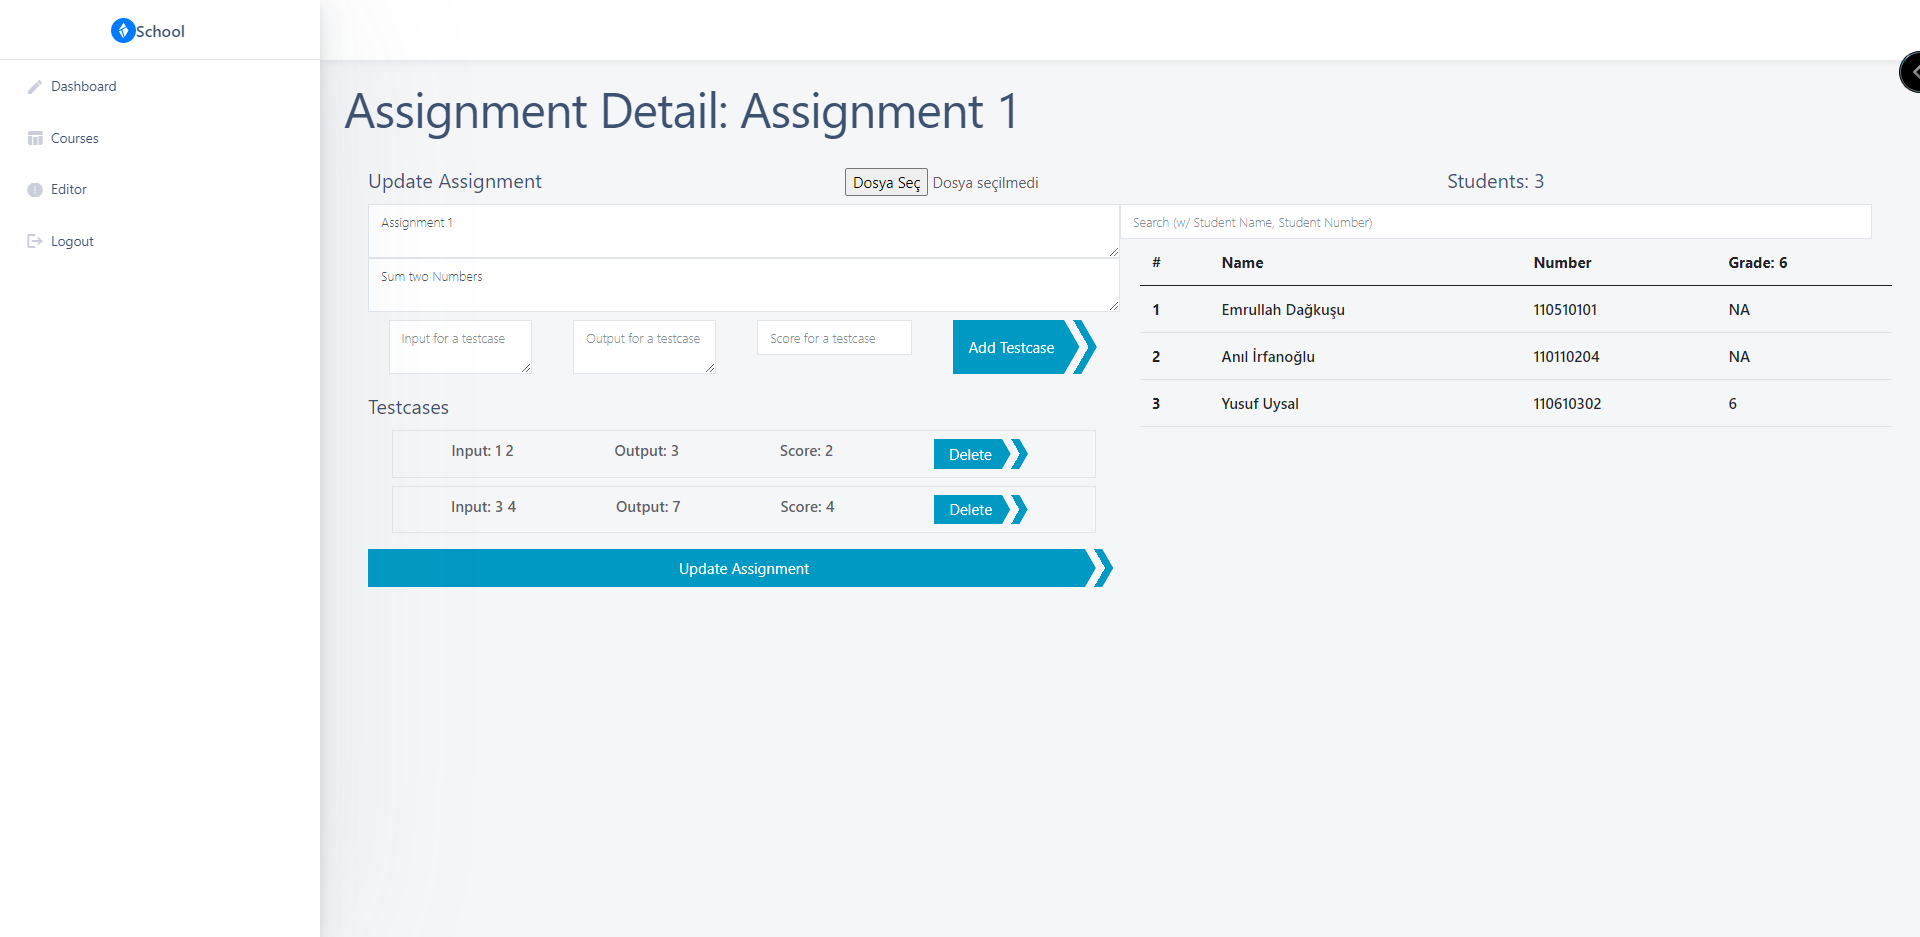 School
Dashboard
Courses
Editor
Logout
Assignment Detail: Assignment 1
Update Assignment
Dosya Seç Dosya seçilmedi
Assignment 1
Sum two Numbers
Input for a testcase
Output for a testcase
Score for a testcase
Add Testcase
Testcases
Input: 1 2 Output: 3 Score: 2 Delete
Input: 3 4 Output: 7 Score: 4 Delete
Update Assignment
Students: 3
Search (w/ Student Name, Student Number)
# Name Number Grade: 6
1 Emrullah Dağkuşu 110510101 NA
2 Anıl İrfanoğlu 110110204 NA
3 Yusuf Uysal 110610302 6